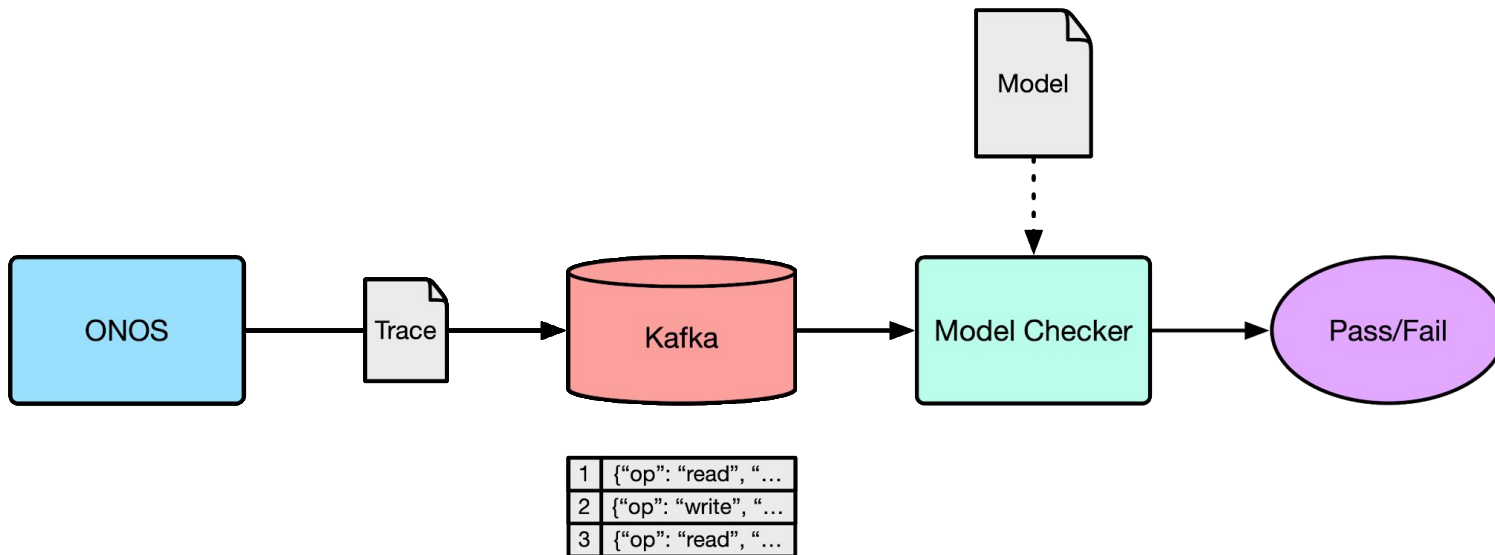 Model
ONOS
Trace
Kafka
Model Checker
Pass/Fail
1 {“op”: “read”, “...
2 {“op”: “write”, “...
3 {“op”: “read”, “...